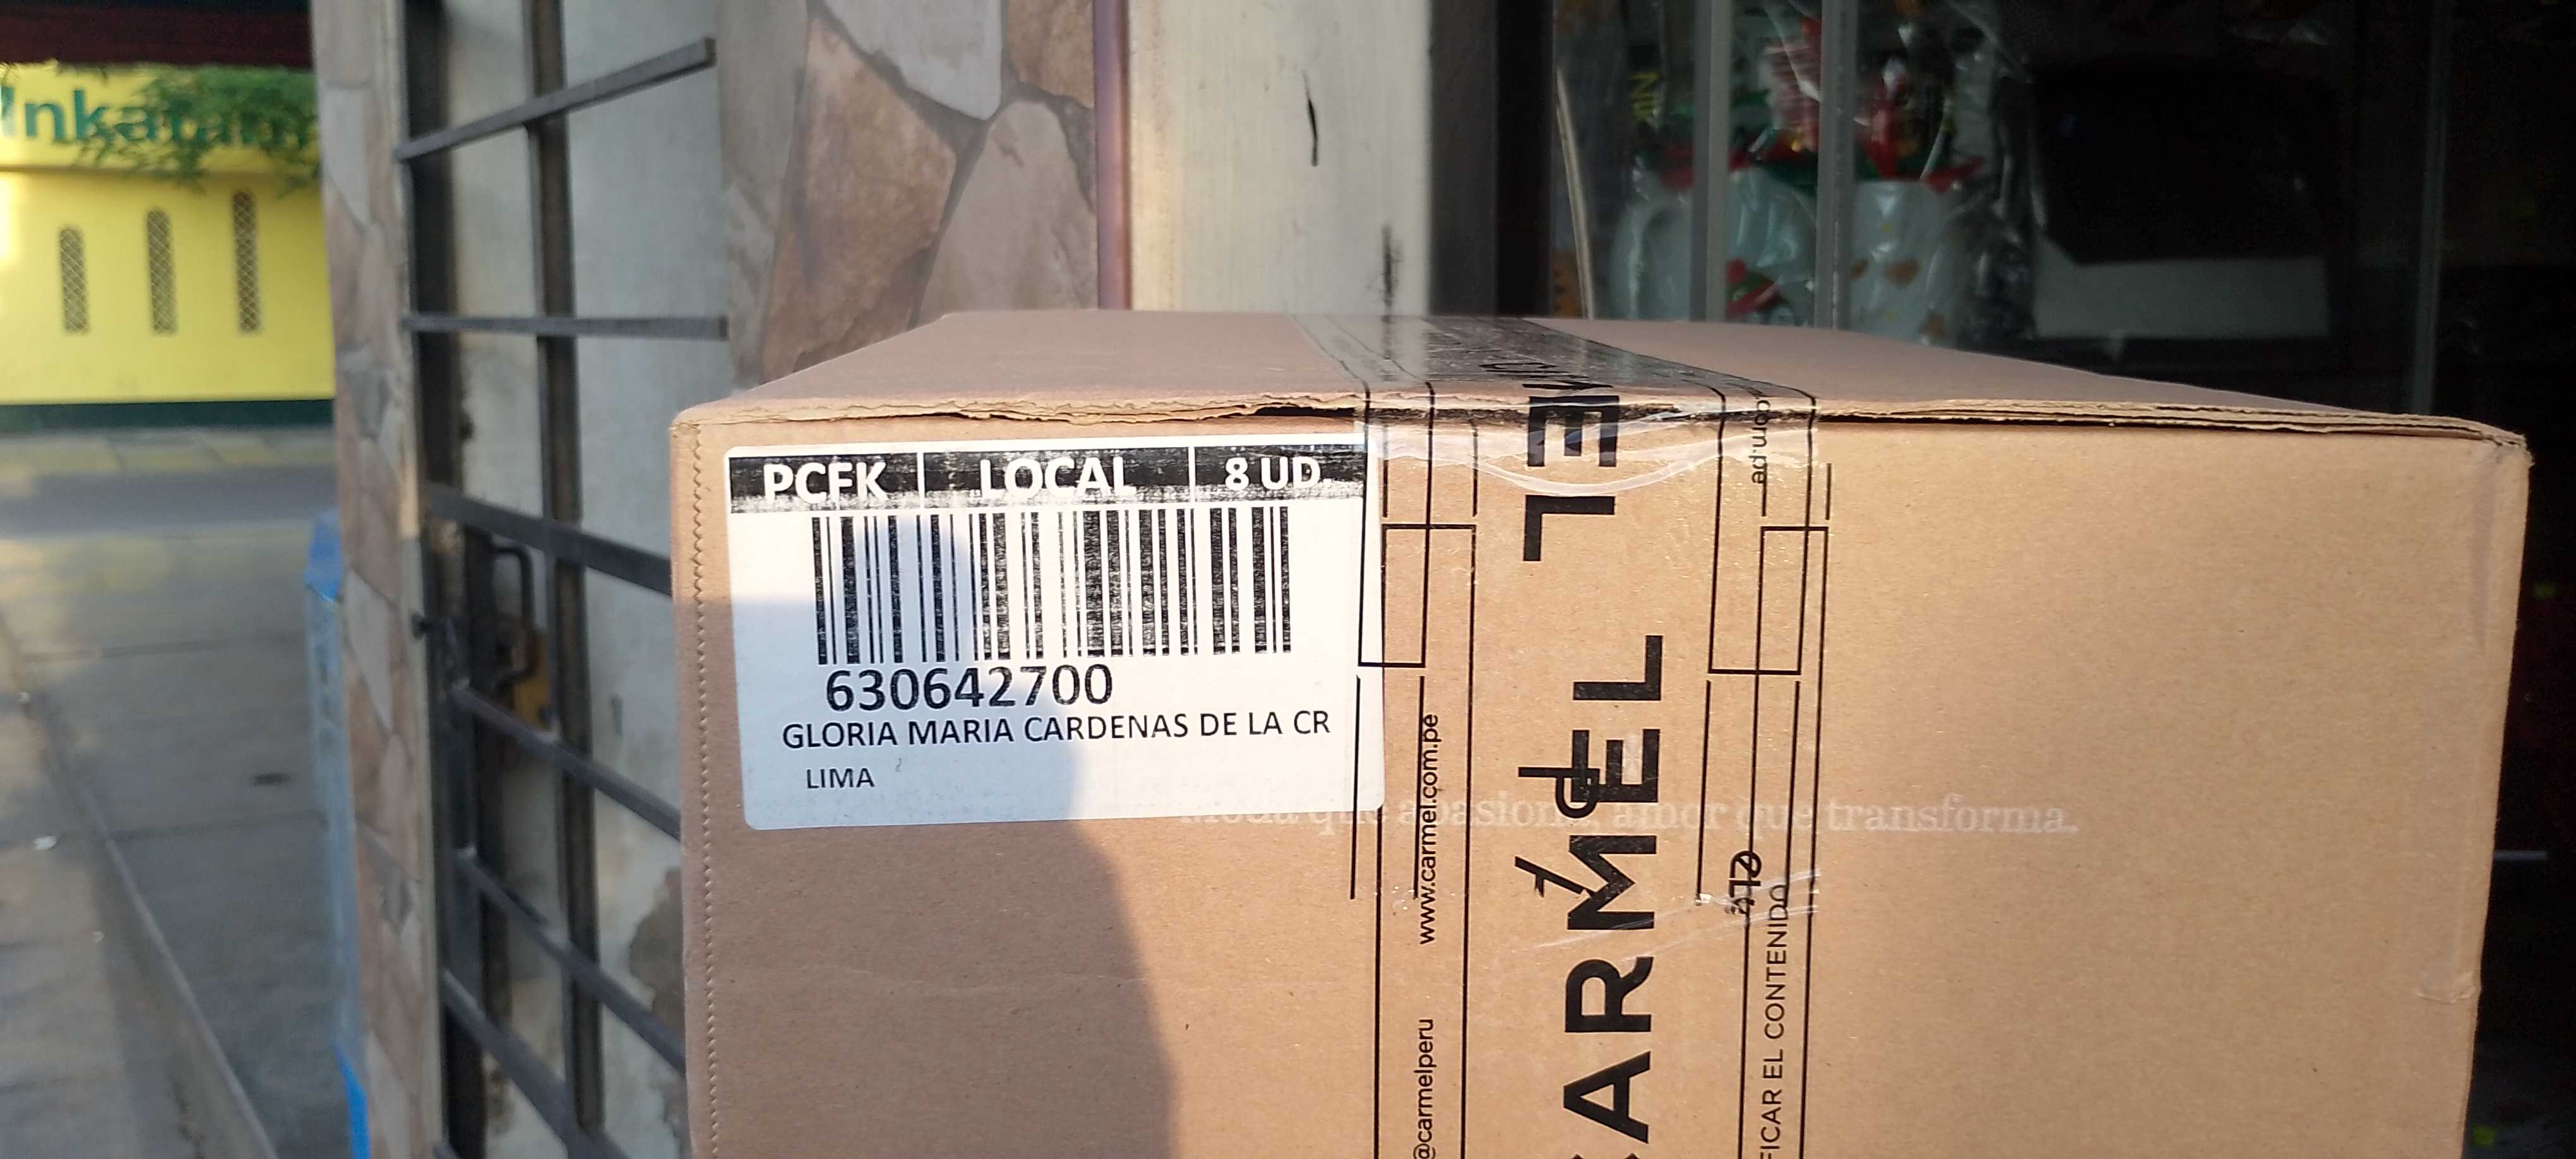 PCFK LOCAL 8 UD.
630642700
GLORIA MARIA CARDENAS DE LA CR
LIMA
moda que apasiona, amor que transforma.
www.carmel.com.pe
@carmelperu
CARMEL
MEL
.com.pe
FICAR EL CONTENIDO